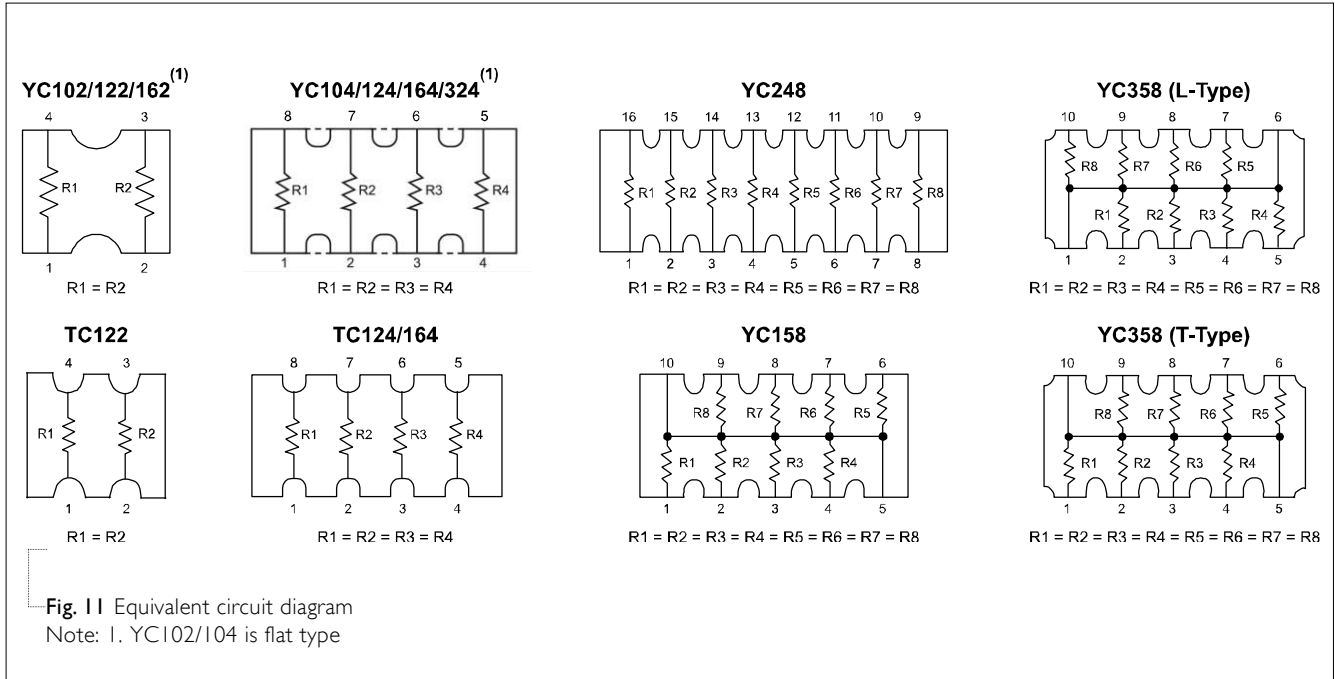 YC102/122/162(1)
4 3
R1 R2
1 2
R1 = R2
YC104/124/164/324(1)
8 7 6 5
R1 R2 R3 R4
1 2 3 4
R1 = R2 = R3 = R4
YC248
16 15 14 13 12 11 10 9
R1 R2 R3 R4 R5 R6 R7 R8
1 2 3 4 5 6 7 8
R1 = R2 = R3 = R4 = R5 = R6 = R7 = R8
YC358 (L-Type)
10 9 8 7 6
R8 R7 R6 R5
R1 R2 R3 R4
1 2 3 4 5
R1 = R2 = R3 = R4 = R5 = R6 = R7 = R8
TC122
4 3
R1 R2
1 2
R1 = R2
TC124/164
8 7 6 5
R1 R2 R3 R4
1 2 3 4
R1 = R2 = R3 = R4
YC158
10 9 8 7 6
R8 R7 R6 R5
R1 R2 R3 R4
1 2 3 4 5
R1 = R2 = R3 = R4 = R5 = R6 = R7 = R8
YC358 (T-Type)
10 9 8 7 6
R8 R7 R6 R5
R1 R2 R3 R4
1 2 3 4 5
R1 = R2 = R3 = R4 = R5 = R6 = R7 = R8
Fig. 11 Equivalent circuit diagram
Note: 1. YC102/104 is flat type